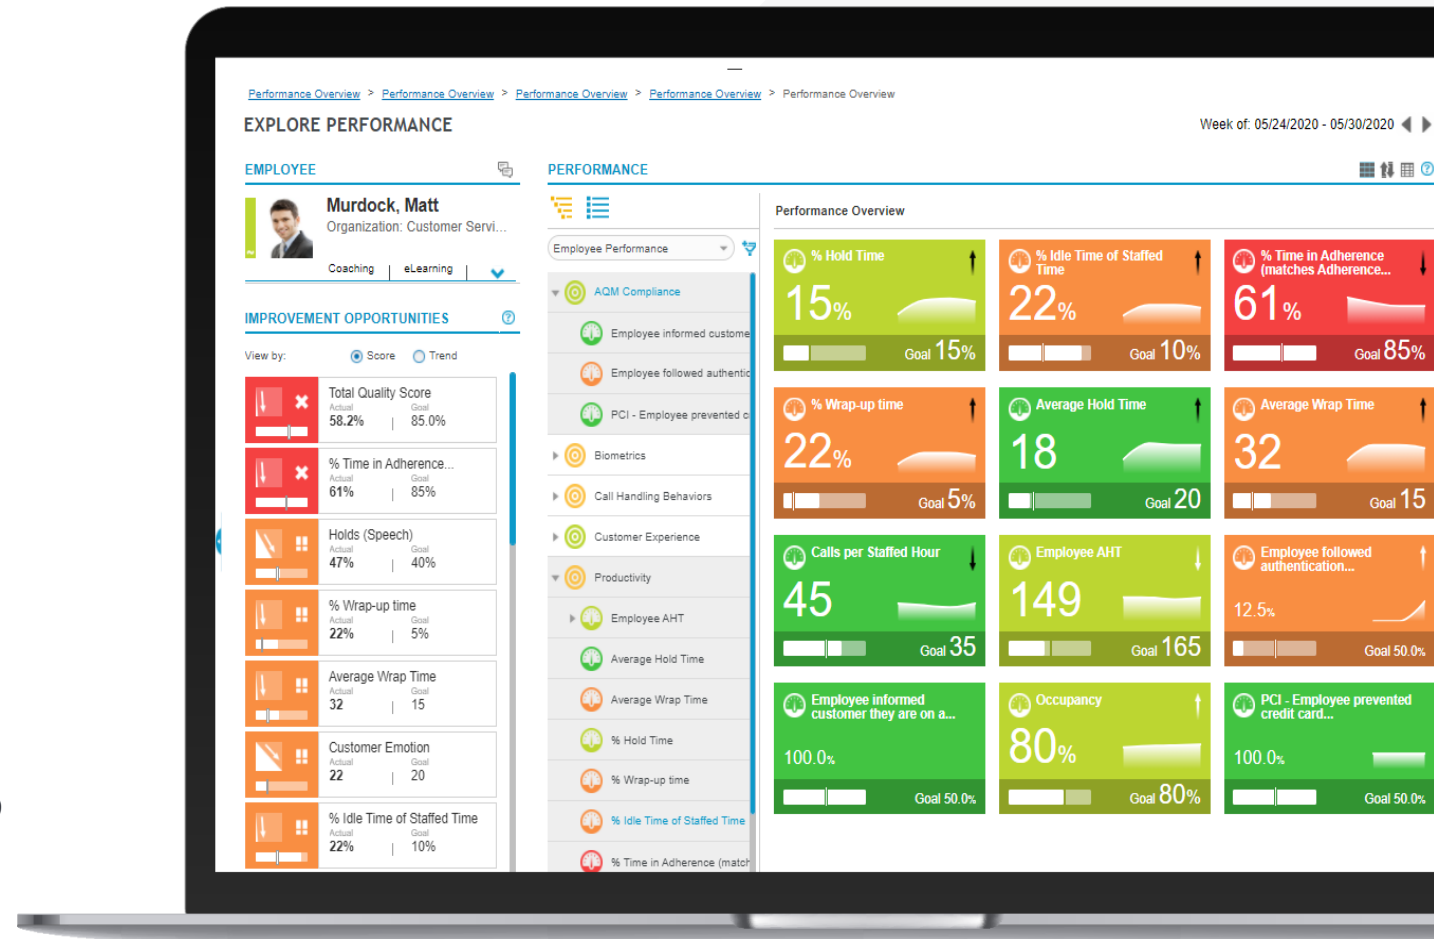 Performance Overview > Performance Overview > Performance Overview > Performance Overview > Performance Overview
EXPLORE PERFORMANCE
Week of: 05/24/2020 - 05/30/2020
EMPLOYEE
Murdock, Matt
Organization: Customer Servi...
Coaching | eLearning |
IMPROVEMENT OPPORTUNITIES
View by: Score Trend
Total Quality Score
Actual Goal
58.2% | 85.0%
% Time in Adherence...
Actual Goal
61% | 85%
Holds (Speech)
Actual Goal
47% | 40%
% Wrap-up time
Actual Goal
22% | 5%
Average Wrap Time
Actual Goal
32 | 15
Customer Emotion
Actual Goal
22 | 20
% Idle Time of Staffed Time
Actual Goal
22% | 10%
PERFORMANCE
Employee Performance
AQM Compliance
Employee informed custome
Employee followed authentic
PCI - Employee prevented c
Biometrics
Call Handling Behaviors
Customer Experience
Productivity
Employee AHT
Average Hold Time
Average Wrap Time
% Hold Time
% Wrap-up time
% Idle Time of Staffed Time
% Time in Adherence (match
Performance Overview
% Hold Time
15%
Goal 15%
% Idle Time of Staffed
Time
22%
Goal 10%
% Time in Adherence
(matches Adherence...
61%
Goal 85%
% Wrap-up time
22%
Goal 5%
Average Hold Time
18
Goal 20
Average Wrap Time
32
Goal 15
Calls per Staffed Hour
45
Goal 35
Employee AHT
149
Goal 165
Employee followed
authentication...
12.5%
Goal 50.0%
Employee informed
customer they are on a...
100.0%
Goal 50.0%
Occupancy
80%
Goal 80%
PCI - Employee prevented
credit card...
100.0%
Goal 50.0%